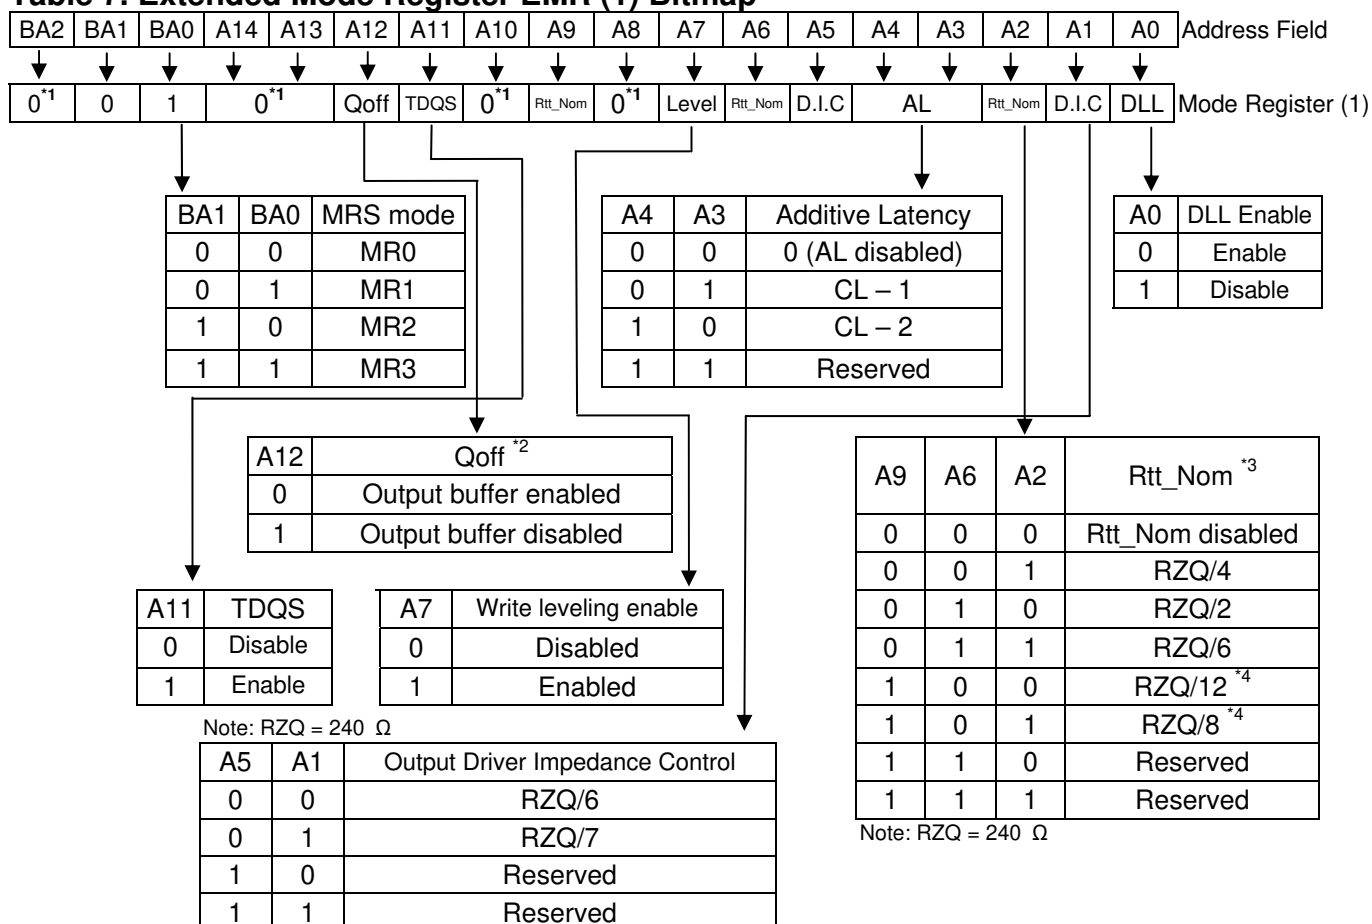 Table 7. Extended Mode Register EMR (1) Bitmap
BA2 BA1 BA0 A14 A13 A12 A11 A10 A9 A8 A7 A6 A5 A4 A3 A2 A1 A0 Address Field
0*1 0 1 0*1 Qoff TDQS 0*1 Rtt_Nom 0*1 Level Rtt_Nom D.I.C AL Rtt_Nom D.I.C DLL Mode Register (1)
BA1 BA0 MRS mode
0 0 MR0
0 1 MR1
1 0 MR2
1 1 MR3
A4 A3 Additive Latency
0 0 0 (AL disabled)
0 1 CL – 1
1 0 CL – 2
1 1 Reserved
A0 DLL Enable
0 Enable
1 Disable
A12 Qoff *2
0 Output buffer enabled
1 Output buffer disabled
A9 A6 A2 Rtt_Nom *3
0 0 0 Rtt_Nom disabled
0 0 1 RZQ/4
0 1 0 RZQ/2
0 1 1 RZQ/6
1 0 0 RZQ/12 *4
1 0 1 RZQ/8 *4
1 1 0 Reserved
1 1 1 Reserved
Note: RZQ = 240 Ω
A11 TDQS
0 Disable
1 Enable
A7 Write leveling enable
0 Disabled
1 Enabled
Note: RZQ = 240 Ω
A5 A1 Output Driver Impedance Control
0 0 RZQ/6
0 1 RZQ/7
1 0 Reserved
1 1 Reserved